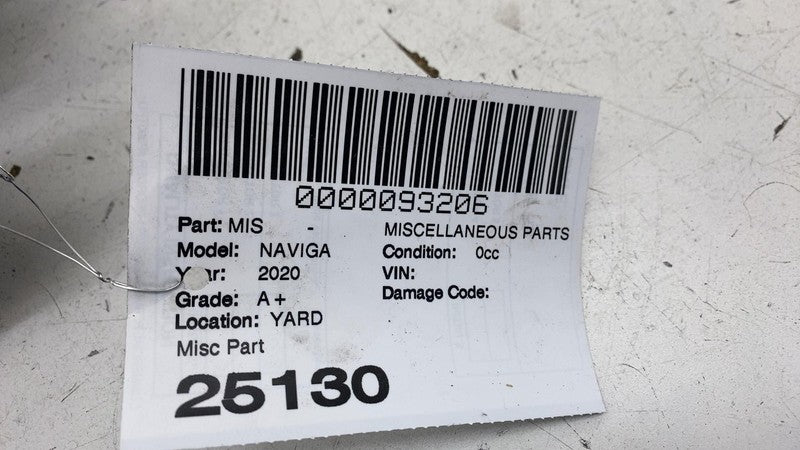 0000093206
Part: MIS - MISCELLANEOUS PARTS
Model: NAVIGA Condition: 0cc
Year: 2020 VIN:
Grade: A+ Damage Code:
Location: YARD
Misc Part
25130